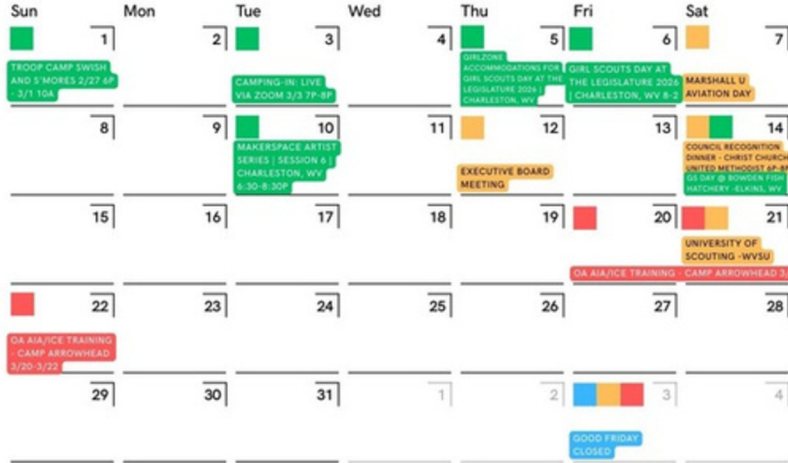 Sun Mon Tue Wed Thu Fri Sat
1 2 3 4 5 6 7
TROOP CAMP SWISH
AND S'MORES 2/27 6P
- 3/1 10A
CAMPING-IN: LIVE
VIA ZOOM 3/3 7P-8P
GIRLZONE
ACCOMMODATIONS FOR
GIRL SCOUTS DAY AT THE
LEGISLATURE 2026 |
CHARLESTON, WV
GIRL SCOUTS DAY AT
THE LEGISLATURE 2026
| CHARLESTON, WV 8-2
MARSHALL U
AVIATION DAY
8 9 10 11 12 13 14
MAKERSPACE ARTIST
SERIES | SESSION 6 |
CHARLESTON, WV
6:30-8:30P
EXECUTIVE BOARD
MEETING
COUNCIL RECOGNITION
DINNER - CHRIST CHURCH
UNITED METHODIST 6P-8P
GS DAY @ BOWDEN FISH
HATCHERY -ELKINS, WV
15 16 17 18 19 20 21
UNIVERSITY OF
SCOUTING -WVSU
OA AIA/ICE TRAINING - CAMP ARROWHEAD 3/
22 23 24 25 26 27 28
OA AIA/ICE TRAINING
- CAMP ARROWHEAD
3/20-3/22
29 30 31 1 2 3 4
GOOD FRIDAY
CLOSED